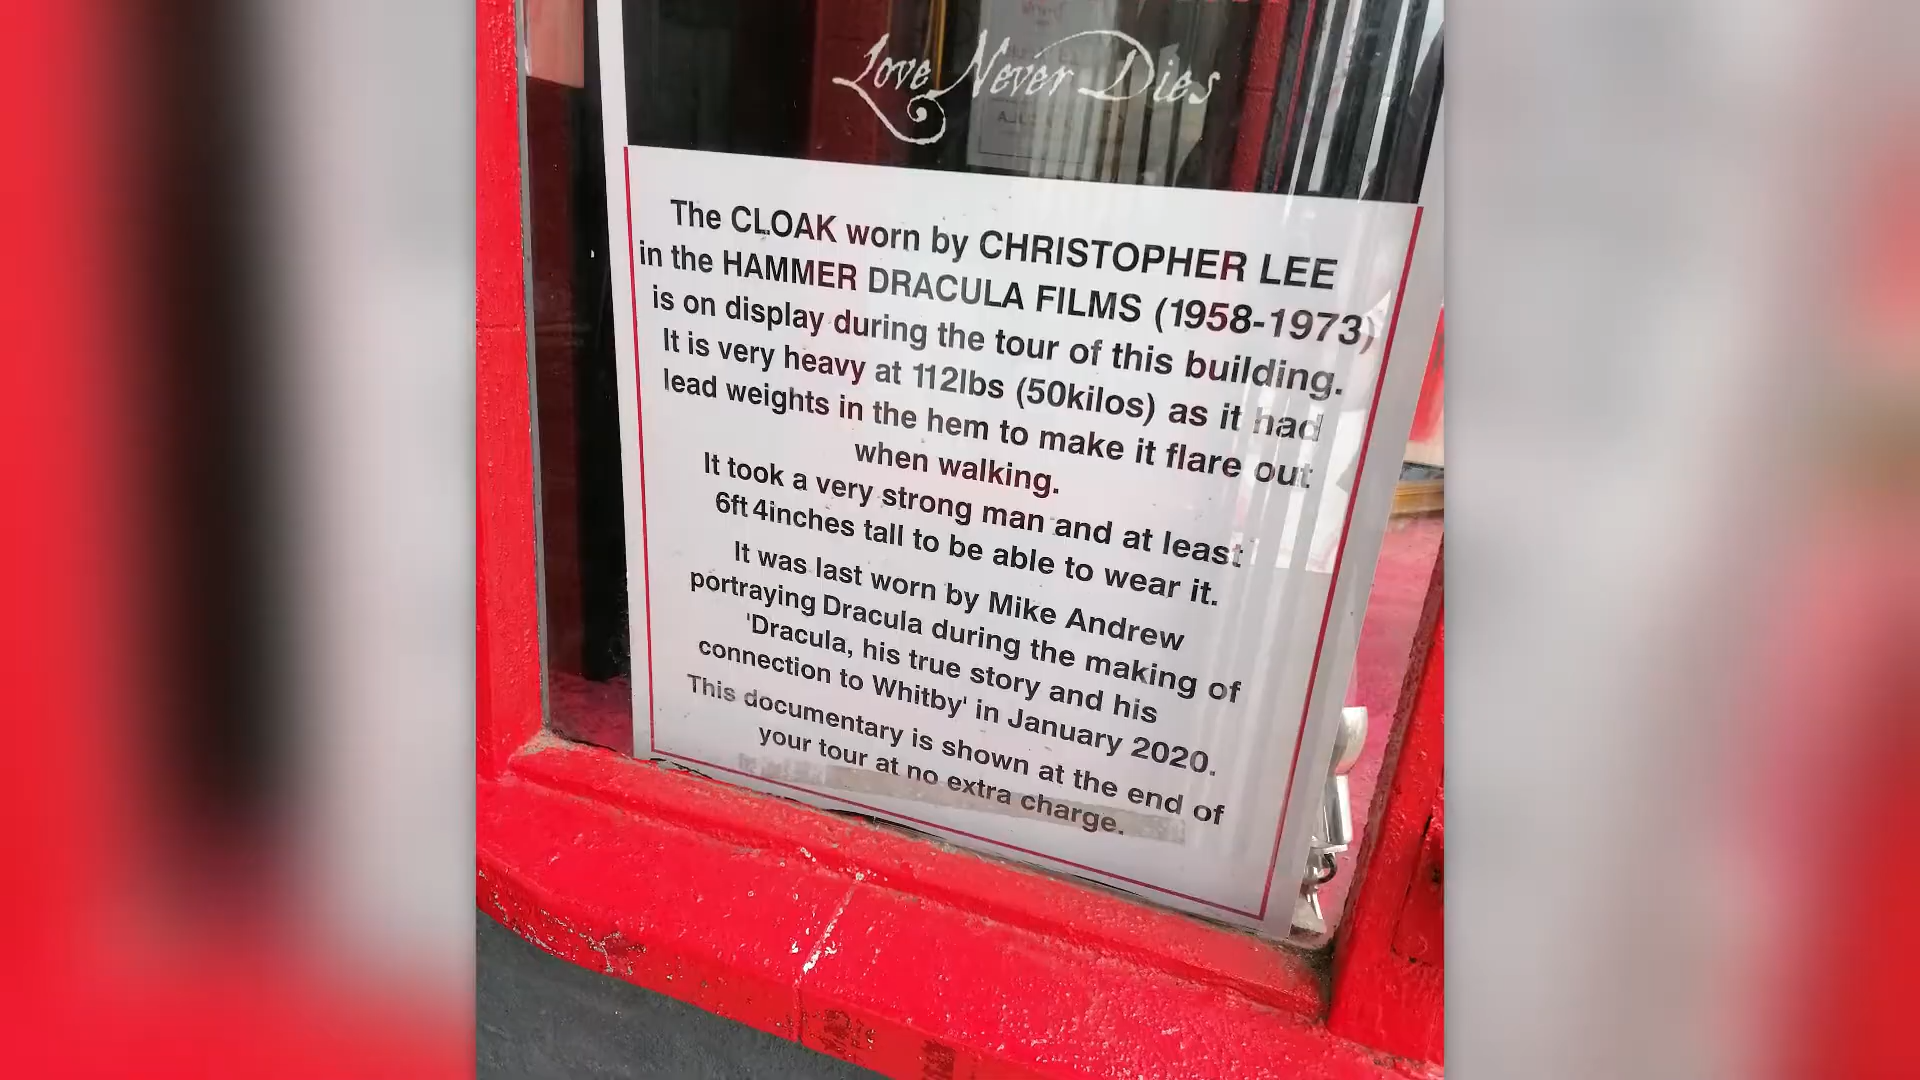 Love Never Dies
The CLOAK worn by CHRISTOPHER LEE
in the HAMMER DRACULA FILMS (1958-1973)
is on display during the tour of this building.
It is very heavy at 112lbs (50kilos) as it had
lead weights in the hem to make it flare out
when walking.
It took a very strong man and at least
6ft 4inches tall to be able to wear it.
It was last worn by Mike Andrew
portraying Dracula during the making of
'Dracula, his true story and his
connection to Whitby' in January 2020.
This documentary is shown at the end of
your tour at no extra charge.